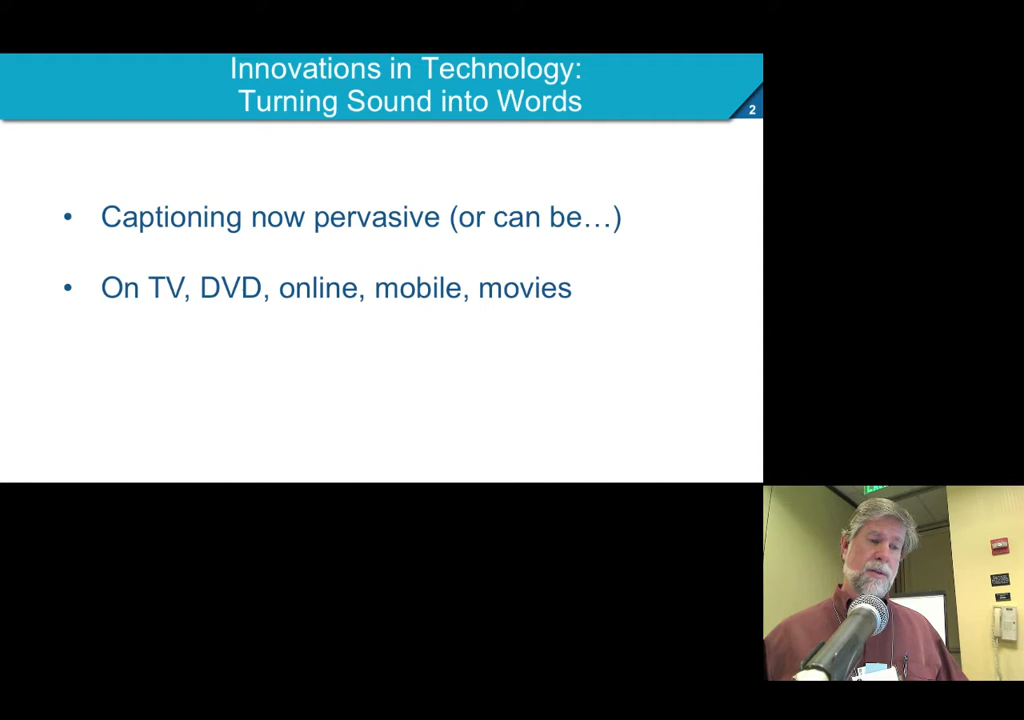 Innovations in Technology:
Turning Sound into Words
2
• Captioning now pervasive (or can be…)
• On TV, DVD, online, mobile, movies